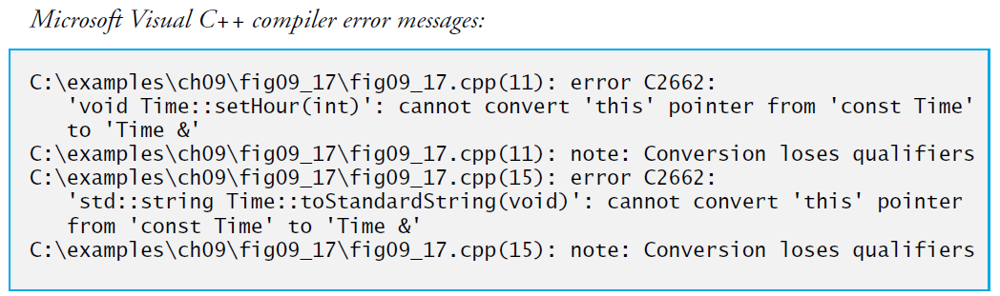 Microsoft Visual C++ compiler error messages:
C:\examples\ch09\fig09_17\fig09_17.cpp(11): error C2662:
'void Time::setHour(int)': cannot convert 'this' pointer from 'const Time'
to 'Time &'
C:\examples\ch09\fig09_17\fig09_17.cpp(11): note: Conversion loses qualifiers
C:\examples\ch09\fig09_17\fig09_17.cpp(15): error C2662:
'std::string Time::toStandardString(void)': cannot convert 'this' pointer
from 'const Time' to 'Time &'
C:\examples\ch09\fig09_17\fig09_17.cpp(15): note: Conversion loses qualifiers